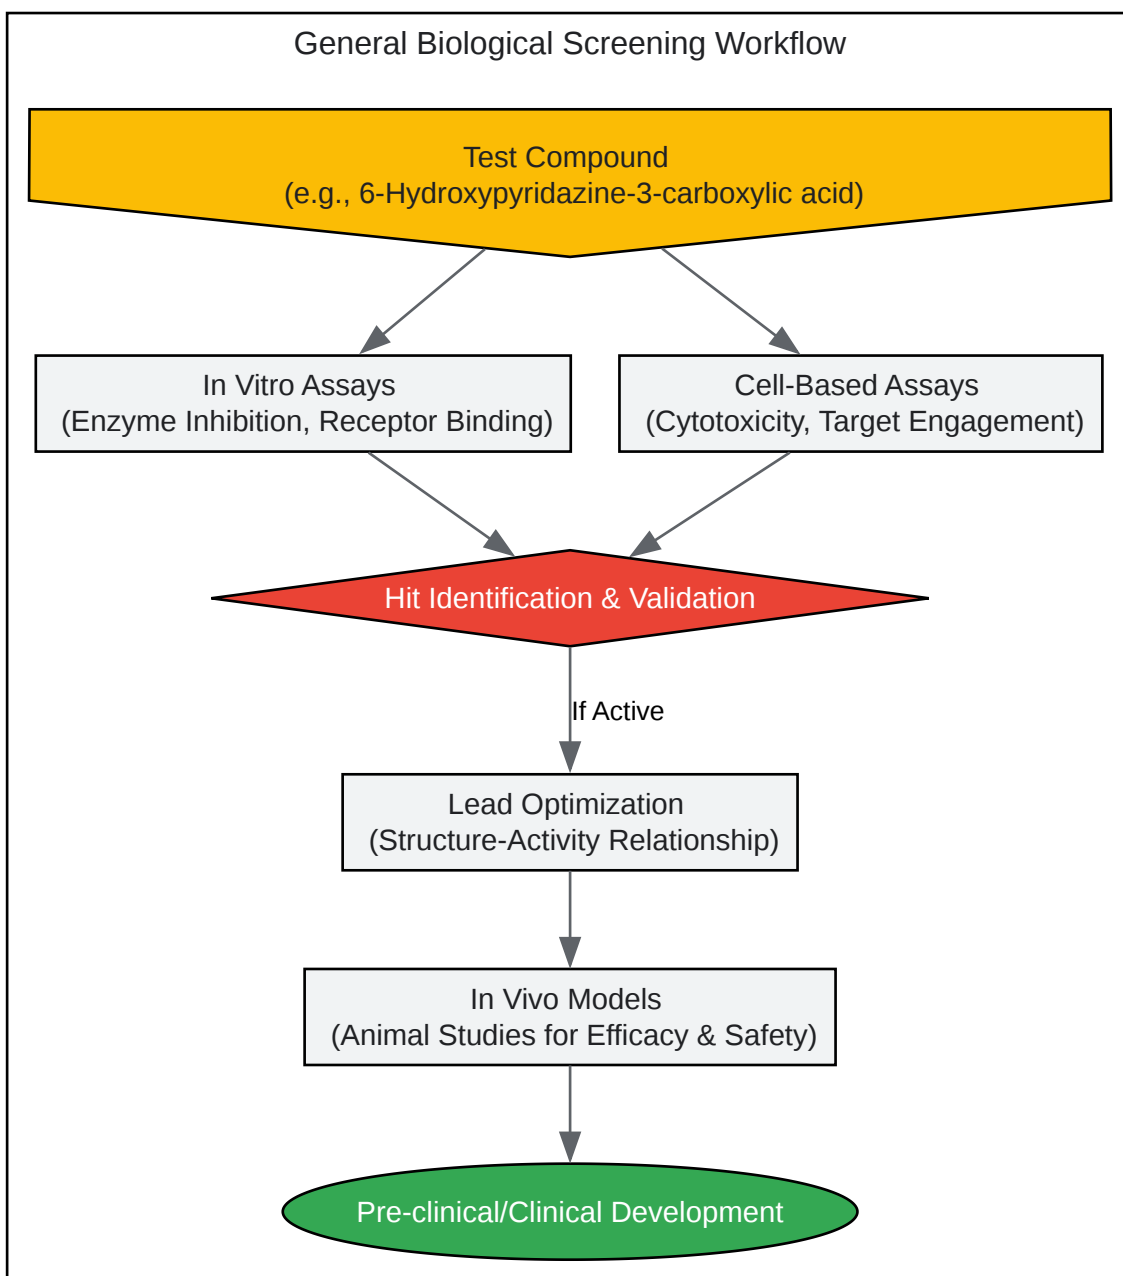 General Biological Screening Workflow
Test Compound
(e.g., 6-Hydroxypyridazine-3-carboxylic acid)
In Vitro Assays
(Enzyme Inhibition, Receptor Binding)
Cell-Based Assays
(Cytotoxicity, Target Engagement)
Hit Identification & Validation
If Active
Lead Optimization
(Structure-Activity Relationship)
In Vivo Models
(Animal Studies for Efficacy & Safety)
Pre-clinical/Clinical Development